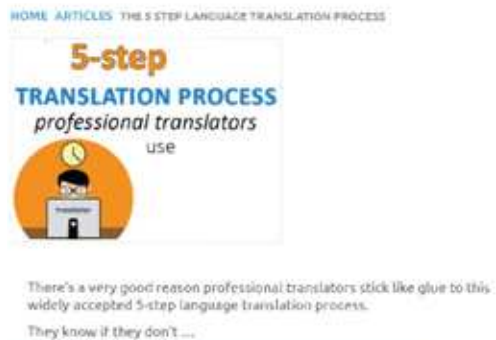 HOME ARTICLES THE 5 STEP LANGUAGE TRANSLATION PROCESS
5-step
TRANSLATION PROCESS
professional translators
use
Translator
There's a very good reason professional translators stick like glue to this
widely accepted 5-step language translation process.
They know if they don't ...